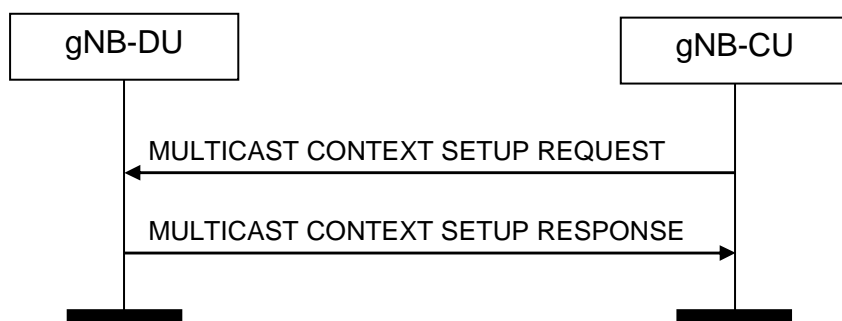 gNB-DU
gNB-CU
MULTICAST CONTEXT SETUP REQUEST
MULTICAST CONTEXT SETUP RESPONSE